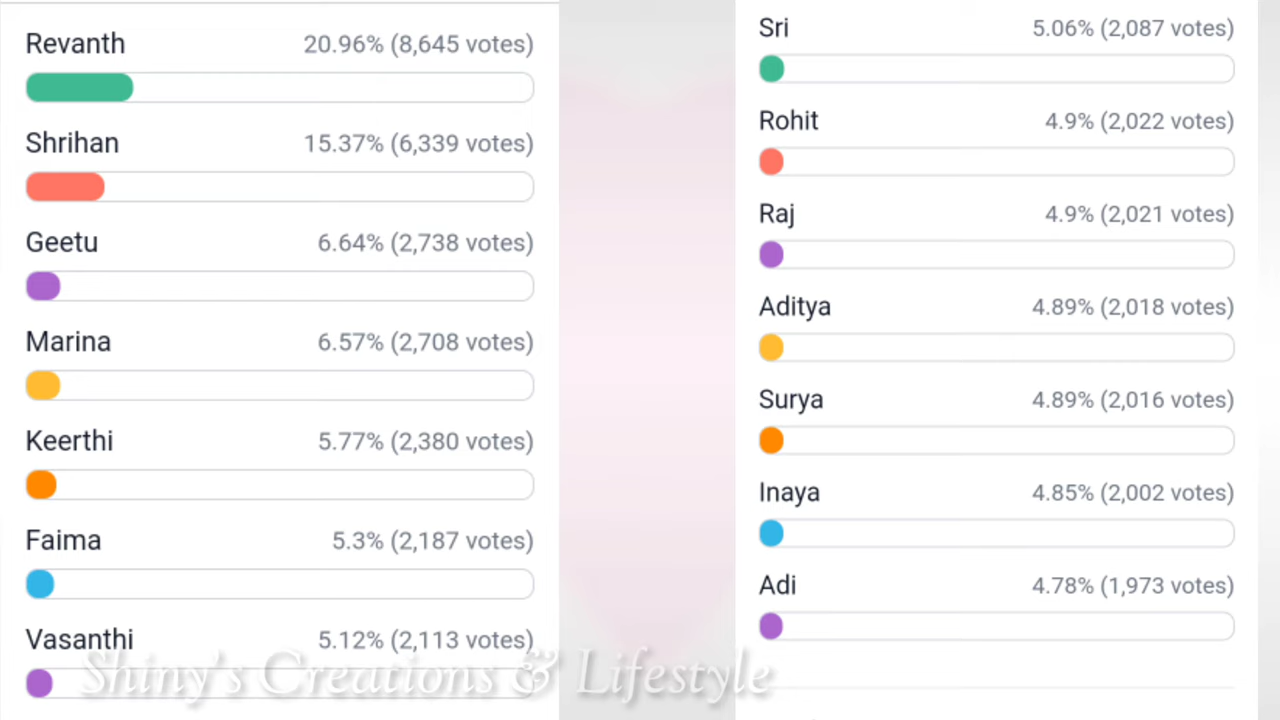 Revanth 20.96% (8,645 votes)
Shrihan 15.37% (6,339 votes)
Geetu 6.64% (2,738 votes)
Marina 6.57% (2,708 votes)
Keerthi 5.77% (2,380 votes)
Faima 5.3% (2,187 votes)
Vasanthi 5.12% (2,113 votes)
Sri 5.06% (2,087 votes)
Rohit 4.9% (2,022 votes)
Raj 4.9% (2,021 votes)
Aditya 4.89% (2,018 votes)
Surya 4.89% (2,016 votes)
Inaya 4.85% (2,002 votes)
Adi 4.78% (1,973 votes)
Shiny's Creations & Lifestyle